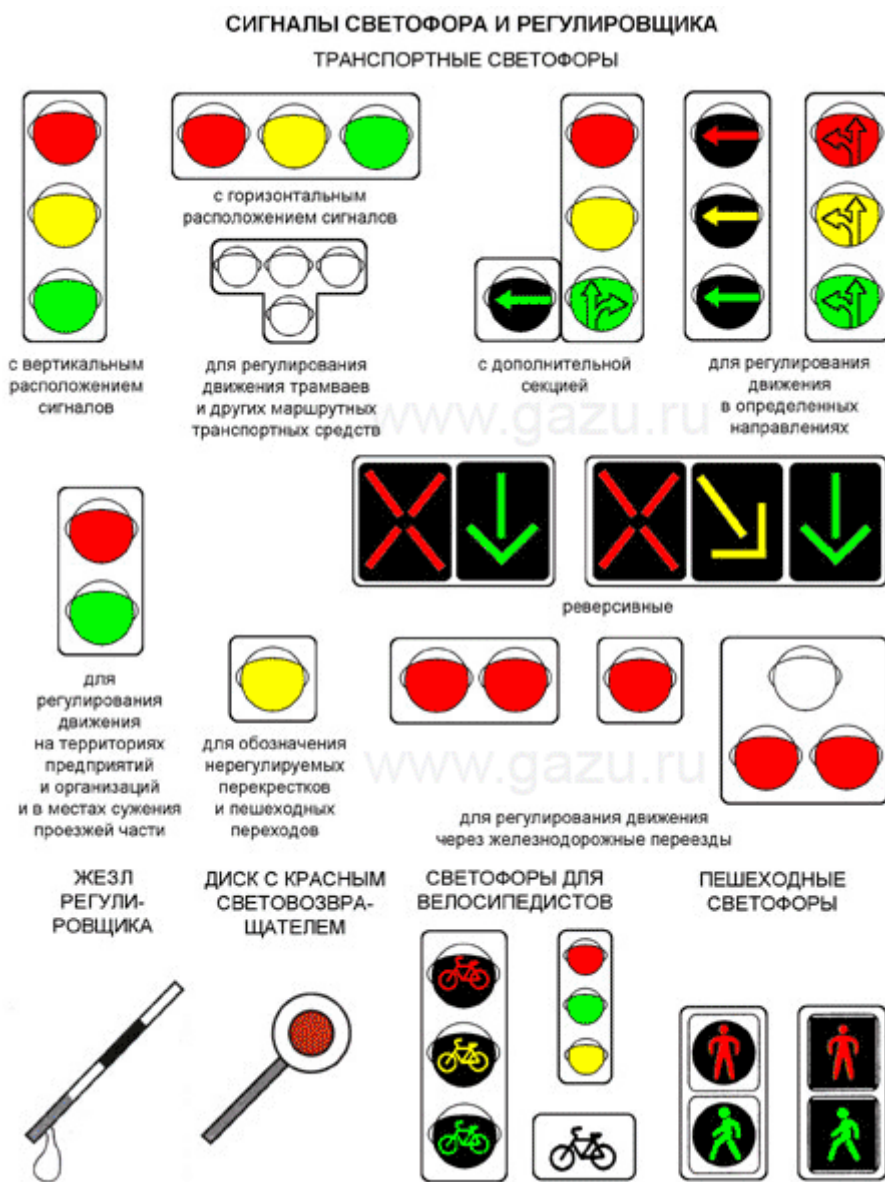 СИГНАЛЫ СВЕТОФОРА И РЕГУЛИРОВЩИКА
ТРАНСПОРТНЫЕ СВЕТОФОРЫ
с вертикальным
расположением
сигналов
с горизонтальным
расположением сигналов
для регулирования
движения трамваев
и других маршрутных
транспортных средств
с дополнительной
секцией
для регулирования
движения
в определенных
направлениях
www.gazu.ru
реверсивные
для
регулирования
движения
на территориях
предприятий
и организаций
и в местах сужения
проезжей части
для обозначения
нерегулируемых
перекрестков
и пешеходных
переходов
www.gazu.ru
для регулирования движения
через железнодорожные переезды
ЖЕЗЛ
РЕГУЛИ-
РОВЩИКА
ДИСК С КРАСНЫМ
СВЕТОВОЗВРА-
ЩАТЕЛЕМ
СВЕТОФОРЫ ДЛЯ
ВЕЛОСИПЕДИСТОВ
ПЕШЕХОДНЫЕ
СВЕТОФОРЫ